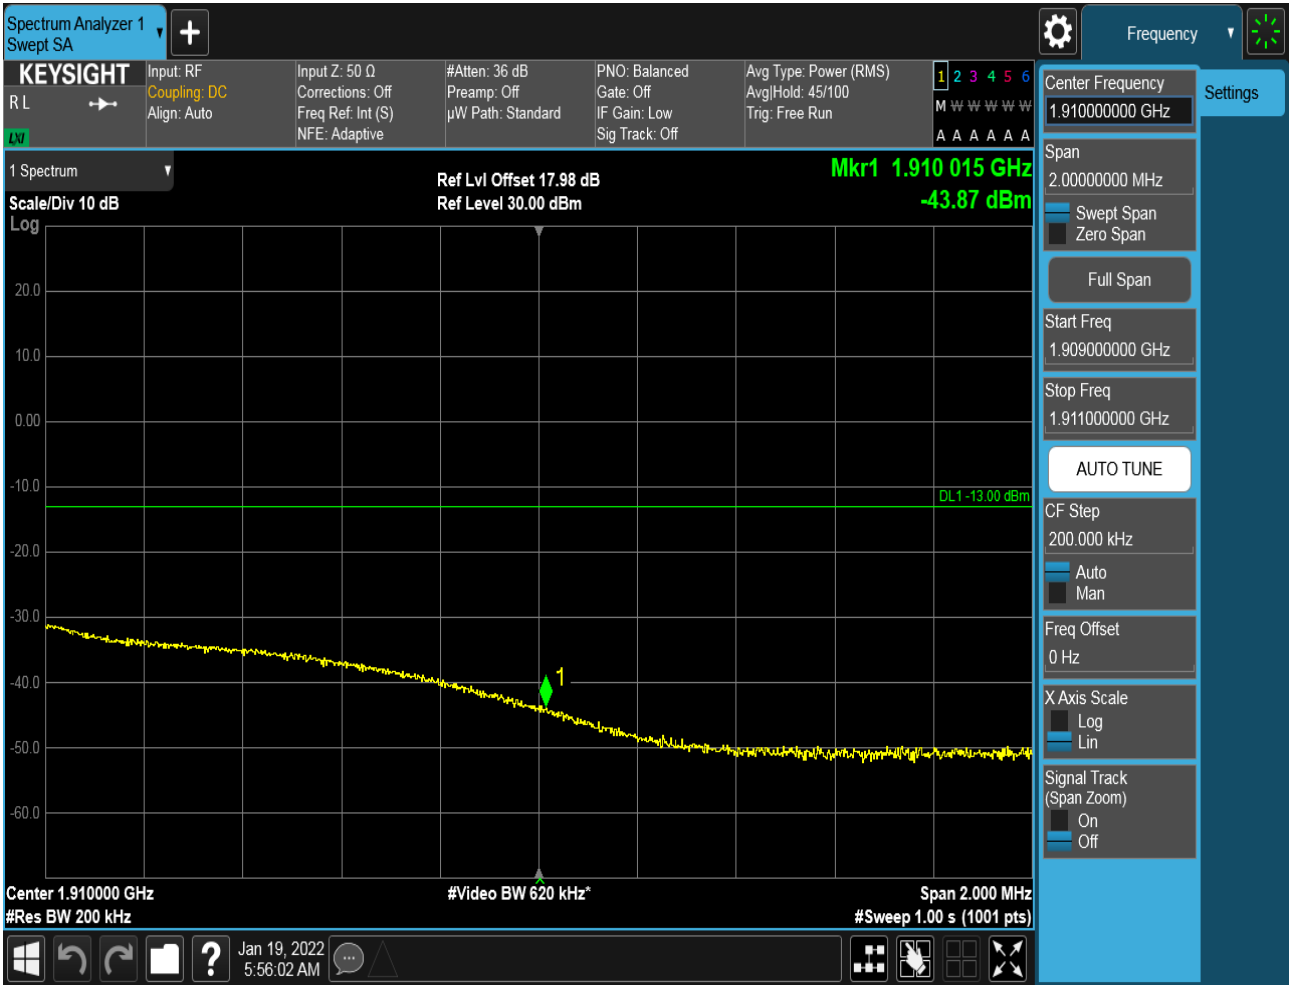 Spectrum Analyzer 1
Swept SA
Frequency
KEYSIGHT
R L
LXI
Input: RF
Coupling: DC
Align: Auto
Input Z: 50 Ω
Corrections: Off
Freq Ref: Int (S)
NFE: Adaptive
#Atten: 36 dB
Preamp: Off
µW Path: Standard
PNO: Balanced
Gate: Off
IF Gain: Low
Sig Track: Off
Avg Type: Power (RMS)
Avg|Hold: 45/100
Trig: Free Run
1 2 3 4 5 6
M W W W W W
A A A A A A
1 Spectrum
Scale/Div 10 dB
Log
Ref Lvl Offset 17.98 dB
Ref Level 30.00 dBm
Mkr1 1.910 015 GHz
-43.87 dBm
20.0
10.0
0.00
-10.0
DL1 -13.00 dBm
-20.0
-30.0
-40.0
1
-50.0
-60.0
Center 1.910000 GHz
#Res BW 200 kHz
#Video BW 620 kHz*
Span 2.000 MHz
#Sweep 1.00 s (1001 pts)
Center Frequency
1.910000000 GHz
Settings
Span
2.00000000 MHz
Swept Span
Zero Span
Full Span
Start Freq
1.909000000 GHz
Stop Freq
1.911000000 GHz
AUTO TUNE
CF Step
200.000 kHz
Auto
Man
Freq Offset
0 Hz
X Axis Scale
Log
Lin
Signal Track
(Span Zoom)
On
Off
?
Jan 19, 2022
5:56:02 AM